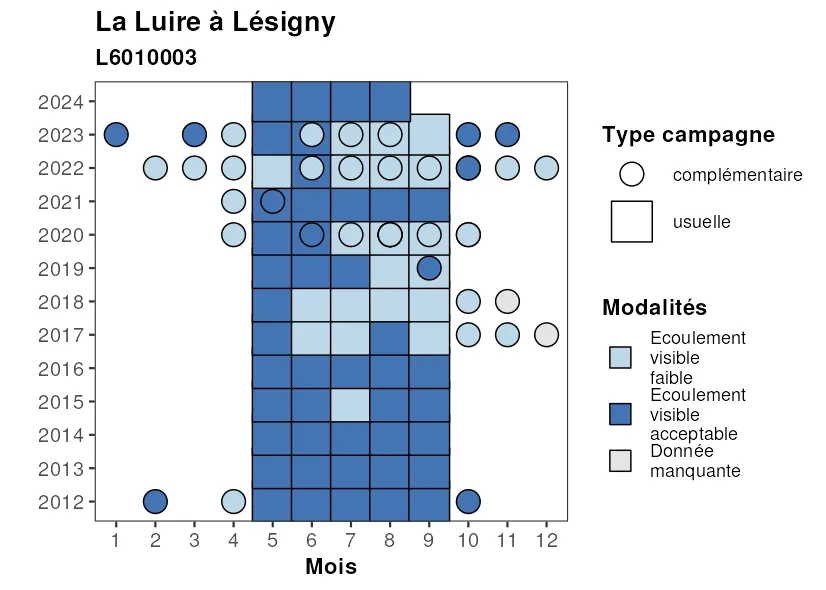 La Luire à Lésigny
L6010003
2024
2023
2022
2021
2020
2019
2018
2017
2016
2015
2014
2013
2012
1 2 3 4 5 6 7 8 9 10 11 12
Mois
Type campagne
complémentaire
usuelle
Modalités
Ecoulement
visible
faible
Ecoulement
visible
acceptable
Donnée
manquante